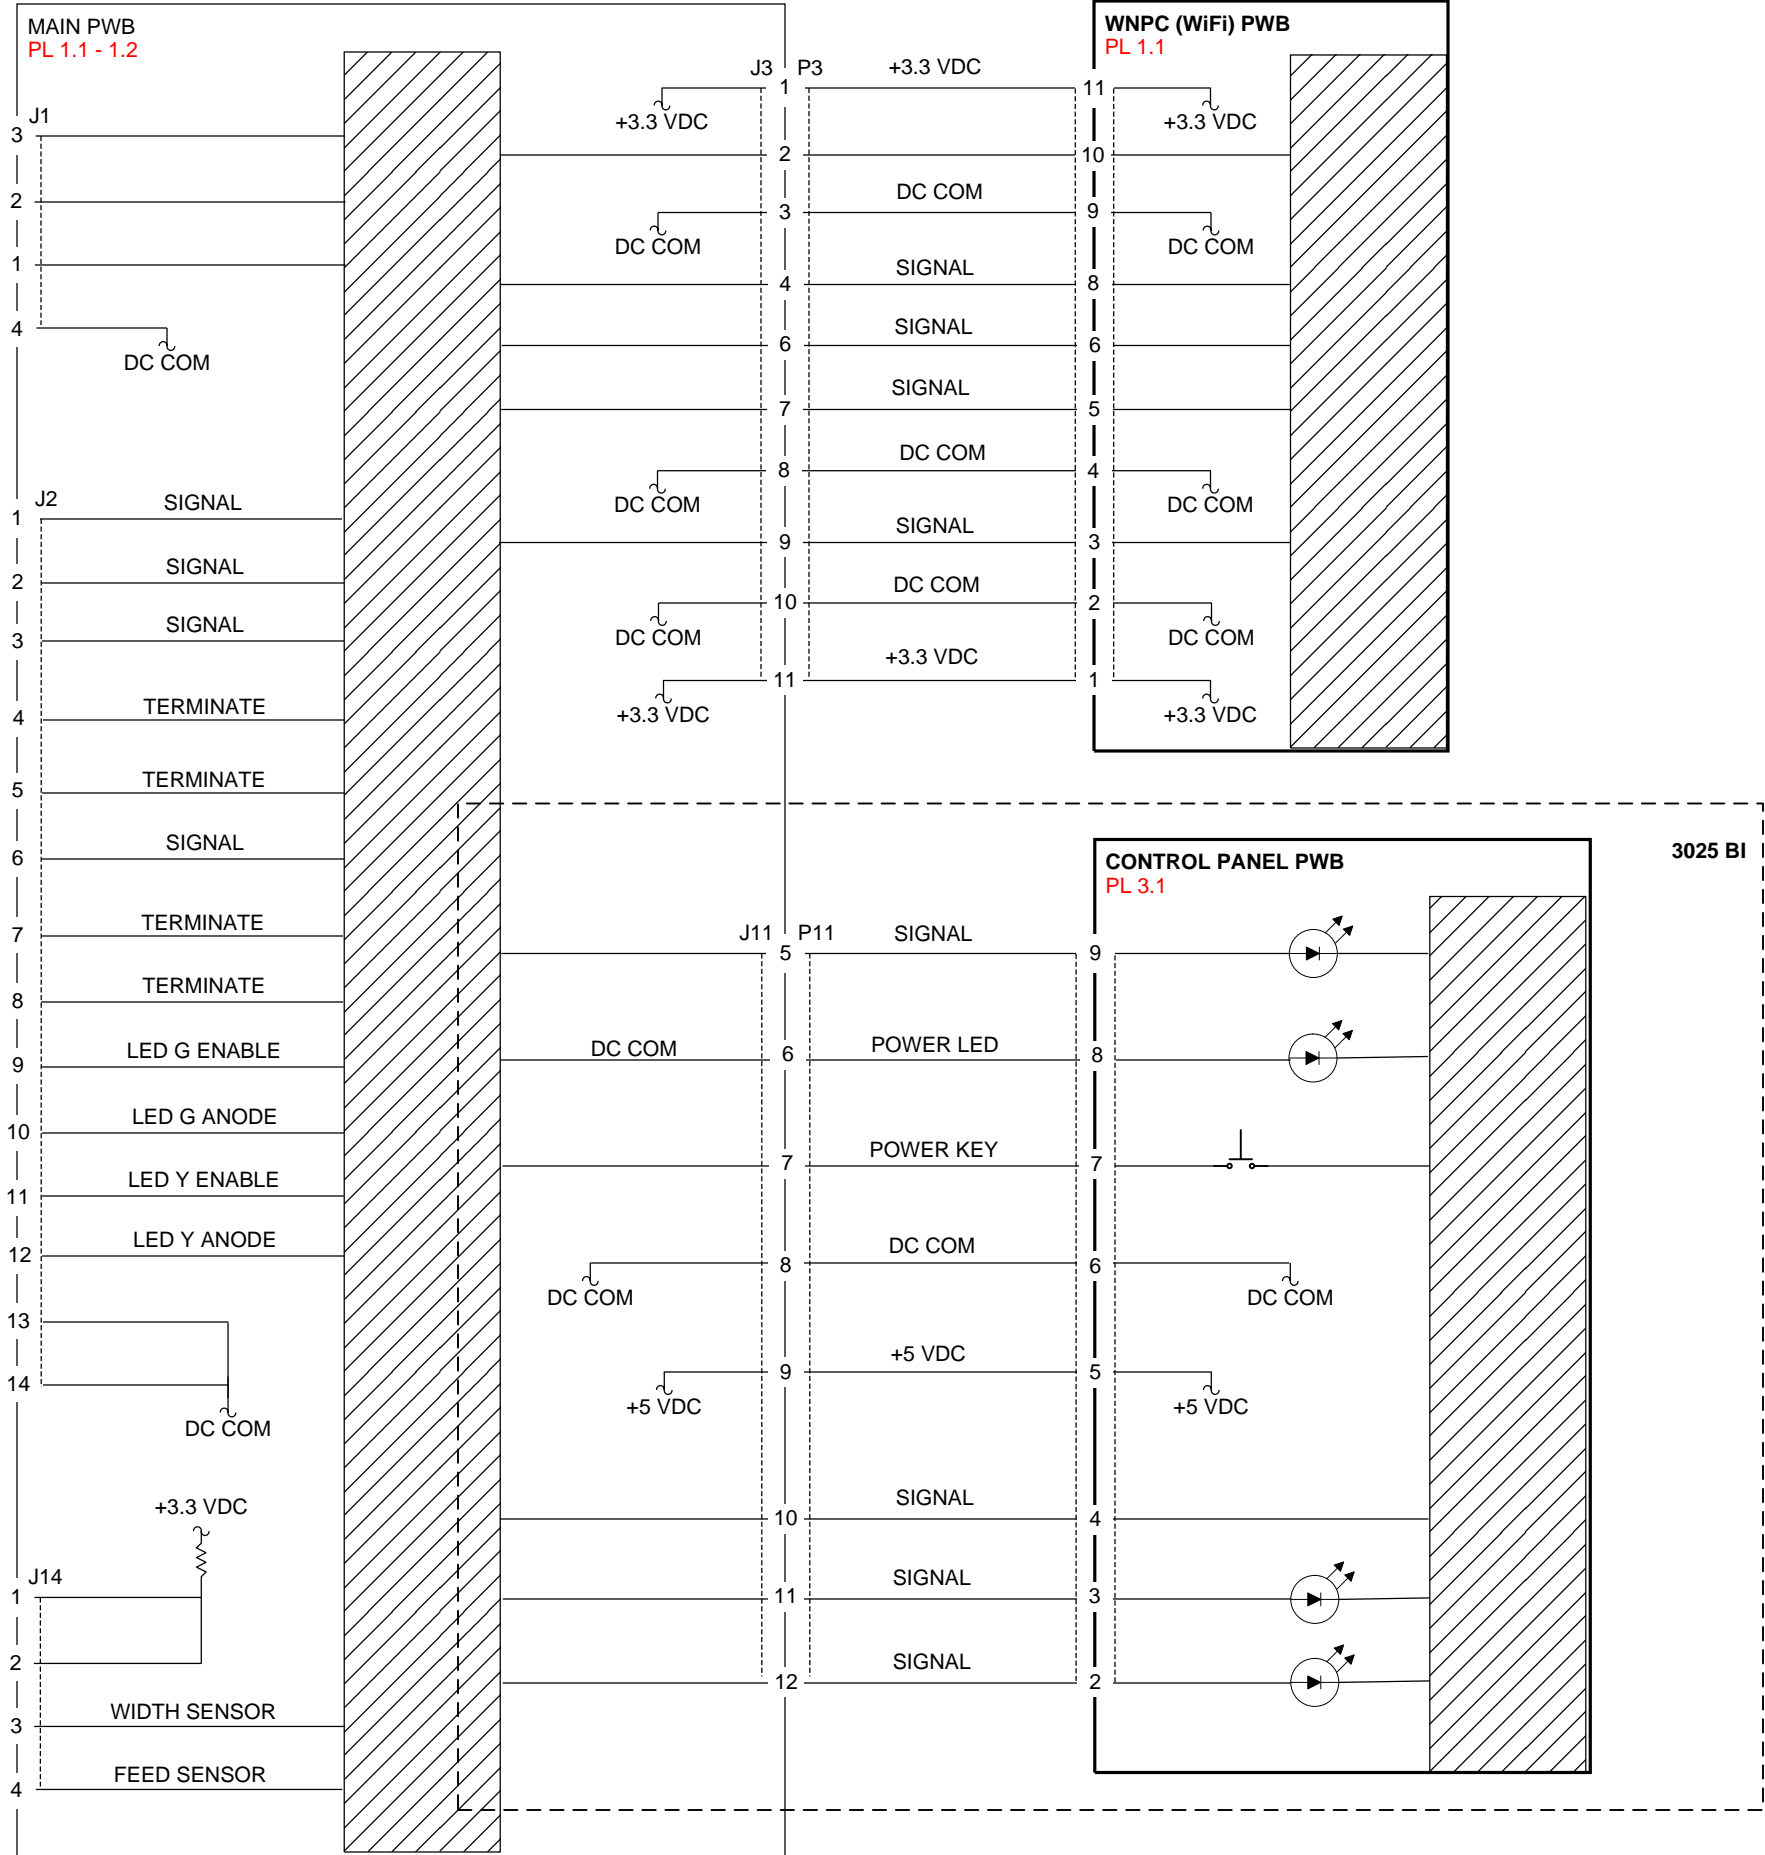 MAIN PWB
PL 1.1 - 1.2
J1
3
2
1
4
DC COM
J2
1 SIGNAL
2 SIGNAL
3 SIGNAL
4 TERMINATE
5 TERMINATE
6 SIGNAL
7 TERMINATE
8 TERMINATE
9 LED G ENABLE
10 LED G ANODE
11 LED Y ENABLE
12 LED Y ANODE
13
14
DC COM
+3.3 VDC
J14
1
2
3 WIDTH SENSOR
4 FEED SENSOR
WNPC (WiFi) PWB
PL 1.1
J3 P3
1 +3.3 VDC 11
+3.3 VDC +3.3 VDC
2 10
3 DC COM 9
DC COM DC COM
4 SIGNAL 8
6 SIGNAL 6
7 SIGNAL 5
8 DC COM 4
DC COM DC COM
9 SIGNAL 3
10 DC COM 2
DC COM DC COM
11 +3.3 VDC 1
+3.3 VDC +3.3 VDC
3025 BI
CONTROL PANEL PWB
PL 3.1
J11 P11
5 SIGNAL 9
DC COM 6 POWER LED 8
7 POWER KEY 7
8 DC COM 6
DC COM DC COM
9 +5 VDC 5
+5 VDC +5 VDC
10 SIGNAL 4
11 SIGNAL 3
12 SIGNAL 2